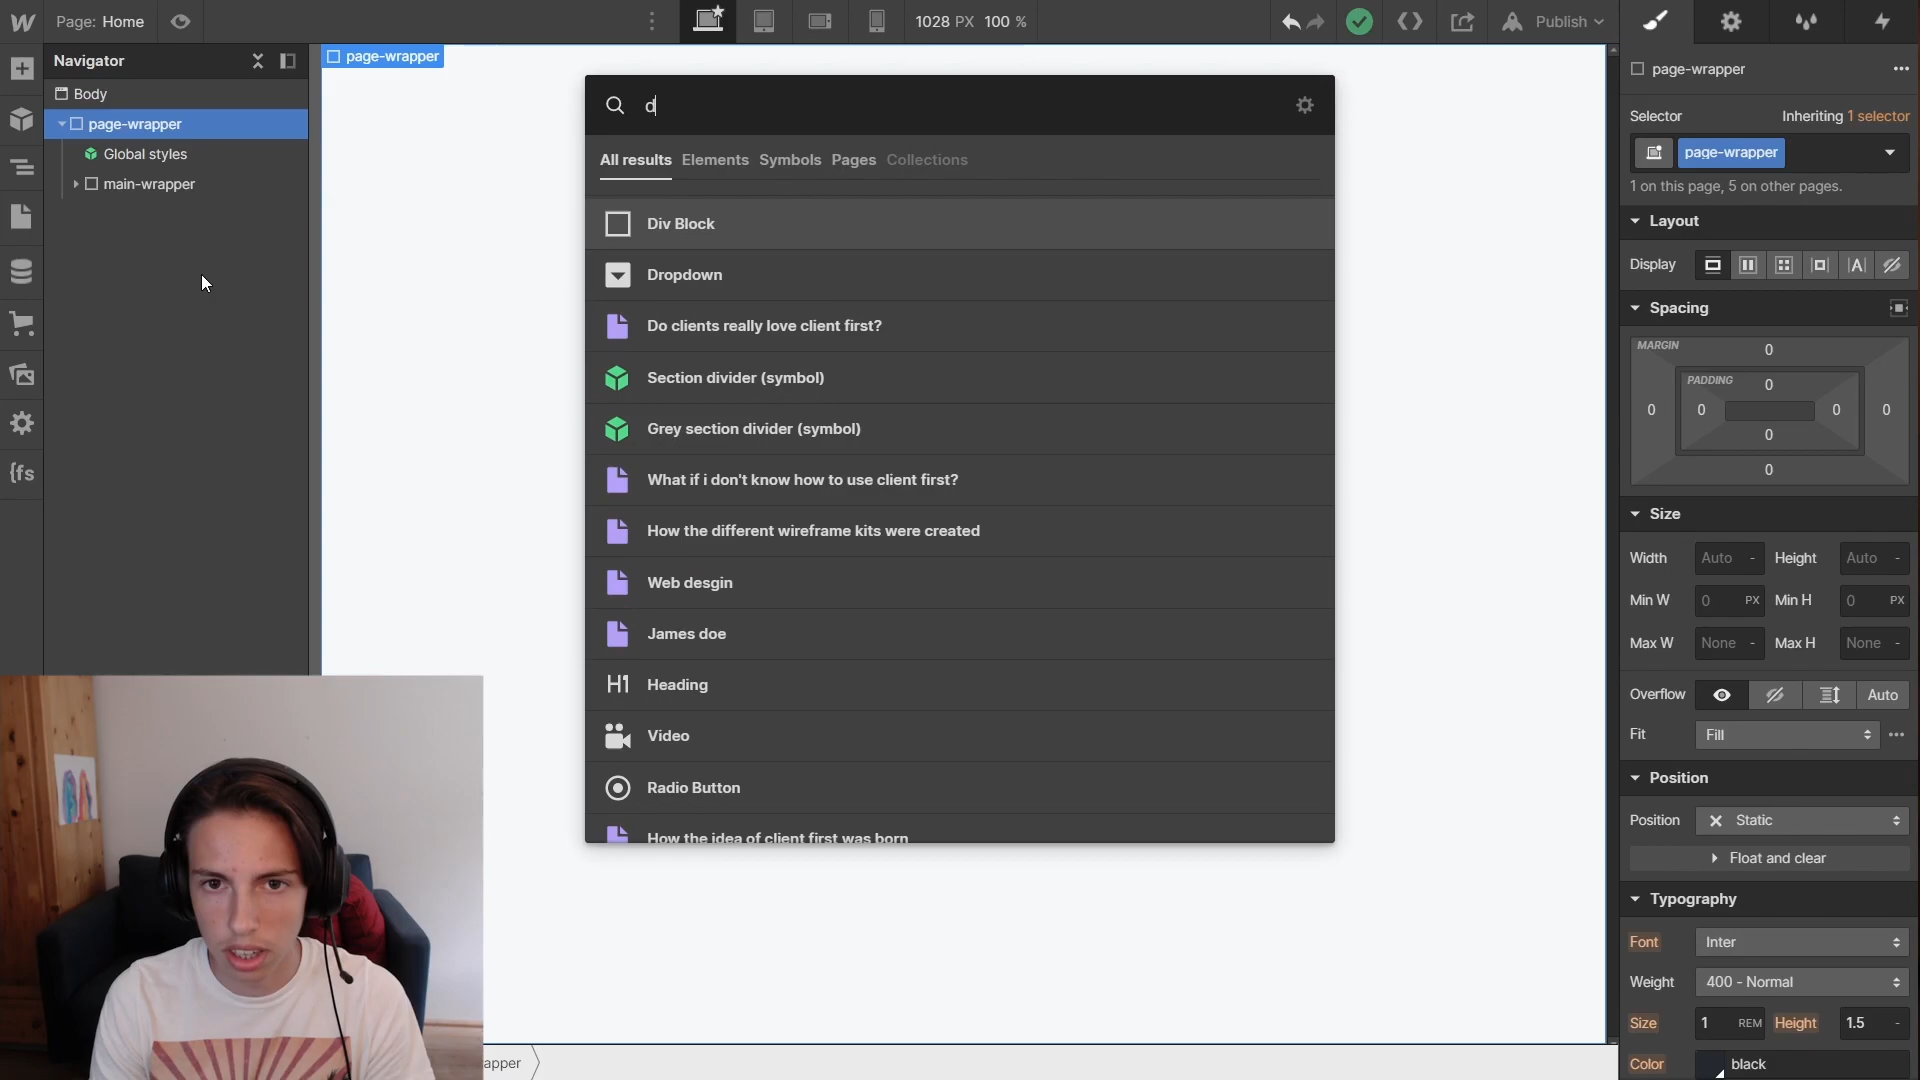 Page: Home
1028 PX 100 %
Publish
Navigator
Body
page-wrapper
Global styles
main-wrapper
page-wrapper
d
All results Elements Symbols Pages Collections
Div Block
Dropdown
Do clients really love client first?
Section divider (symbol)
Grey section divider (symbol)
What if i don't know how to use client first?
How the different wireframe kits were created
Web desgin
James doe
H1 Heading
Video
Radio Button
How the idea of client first was born
apper
{fs
page-wrapper
Selector Inheriting 1 selector
page-wrapper
1 on this page, 5 on other pages.
Layout
Display
Spacing
MARGIN
0
PADDING
0
0 0 0 0
0
0
Size
Width Auto - Height Auto -
Min W 0 PX Min H 0 PX
Max W None - Max H None -
Overflow Auto
Fit Fill
Position
Position Static
Float and clear
Typography
Font Inter
Weight 400 - Normal
Size 1 REM Height 1.5 -
Color black